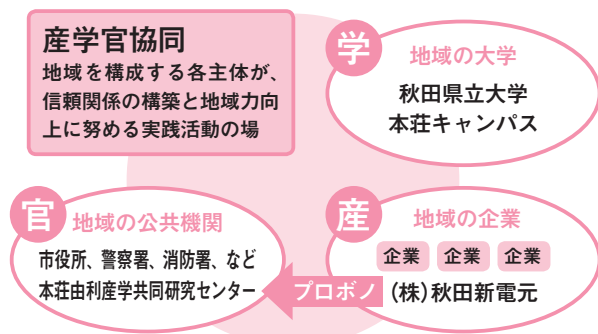 産学官協同
地域を構成する各主体が、
信頼関係の構築と地域力向
上に努める実践活動の場
学
地域の大学
秋田県立大学
本荘キャンパス
官
地域の公共機関
市役所、警察署、消防署、など
本荘由利産学共同研究センター
産
地域の企業
企業 企業 企業
プロボノ
(株)秋田新電元